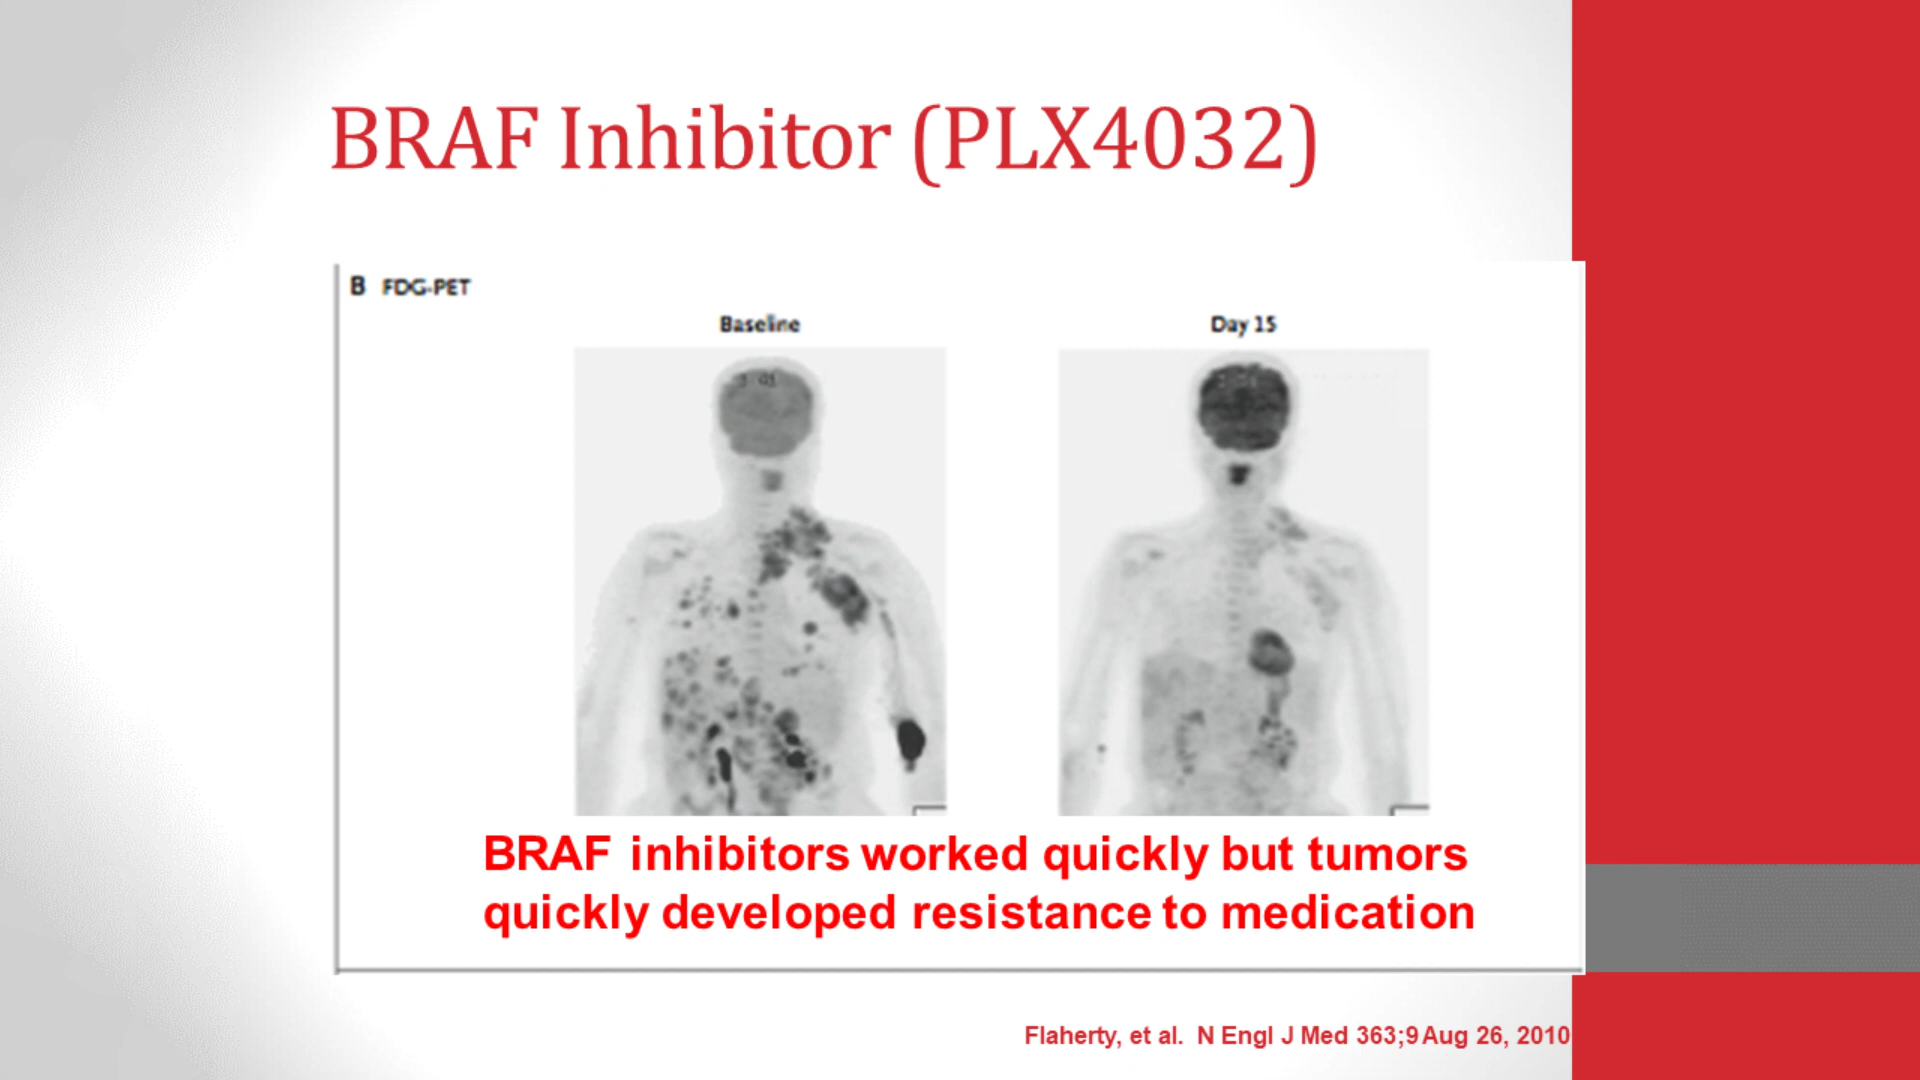 BRAF Inhibitor (PLX4032)
B FDG-PET
Baseline
Day 15
BRAF inhibitors worked quickly but tumors
quickly developed resistance to medication
Flaherty, et al. N Engl J Med 363;9 Aug 26, 2010